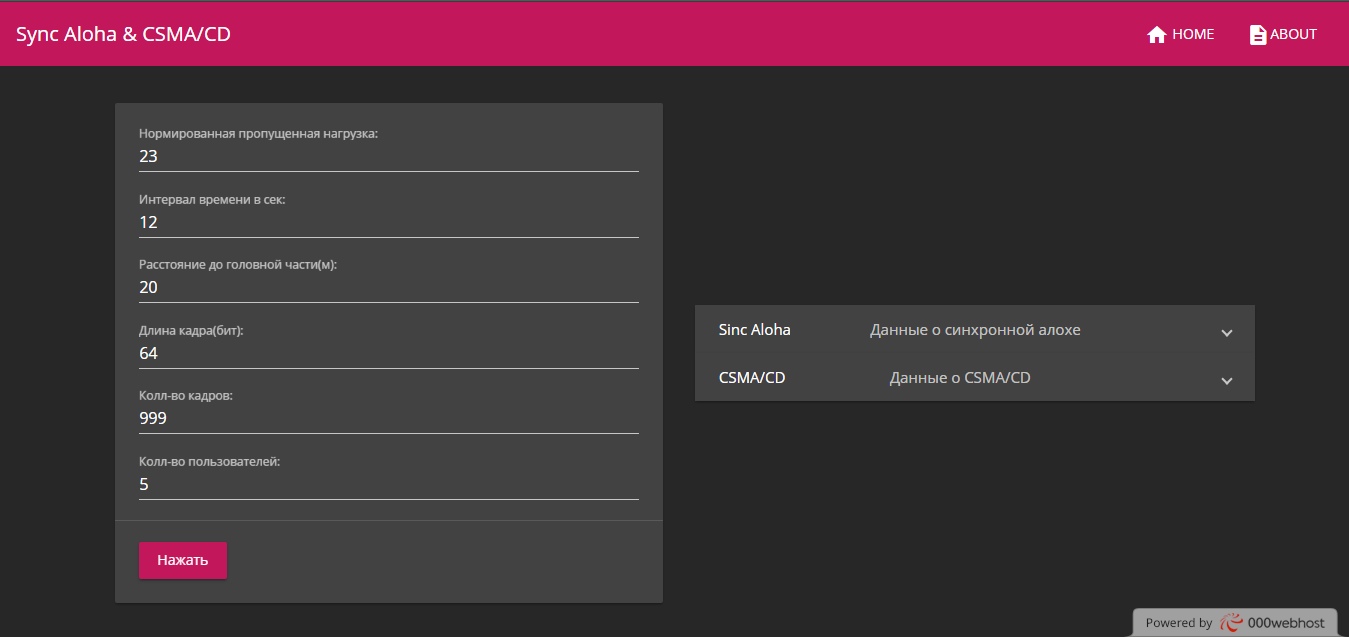 Sync Aloha & CSMA/CD
HOME
ABOUT
Нормированная пропущенная нагрузка:
23
Интервал времени в сек:
12
Расстояние до головной части(м):
20
Длина кадра(бит):
64
Колл-во кадров:
999
Колл-во пользователей:
5
Нажать
Sinc Aloha Данные о синхронной алохе
CSMA/CD Данные о CSMA/CD
Powered by 000webhost